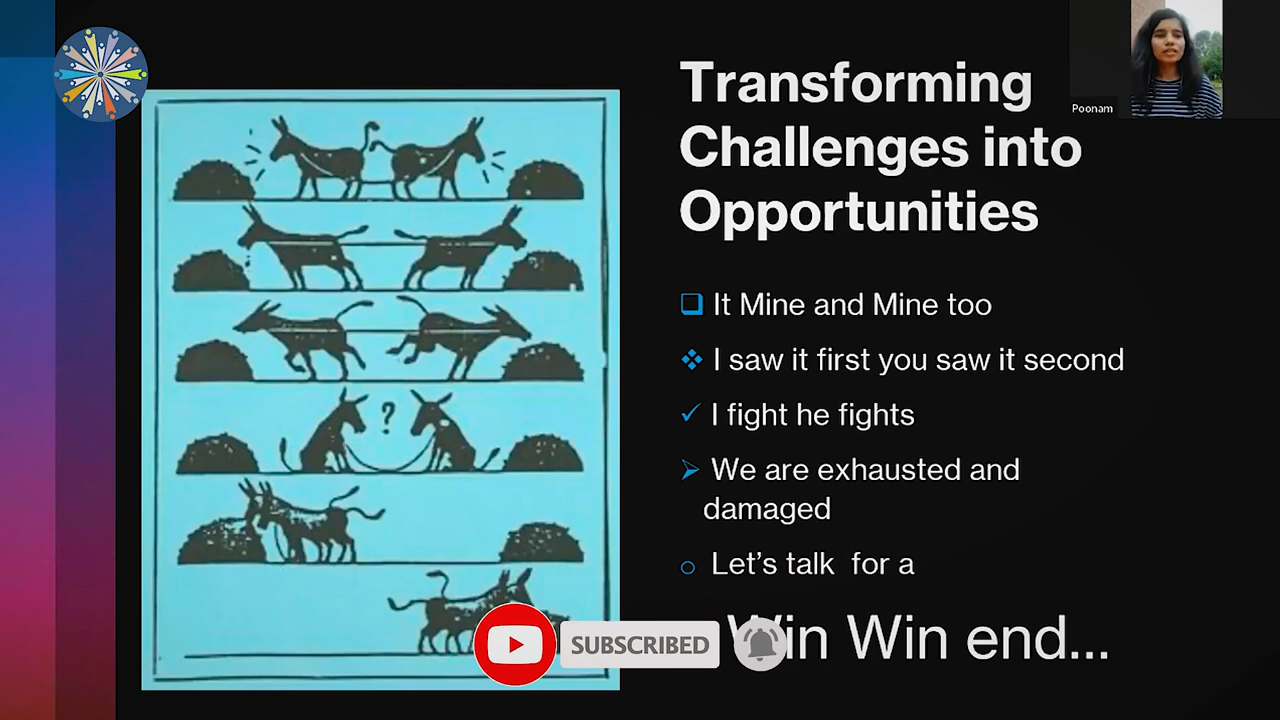 Transforming
Challenges into
Opportunities
Poonam
It Mine and Mine too
I saw it first you saw it second
I fight he fights
We are exhausted and
damaged
Let’s talk for a
Win Win end...
?
SUBSCRIBED